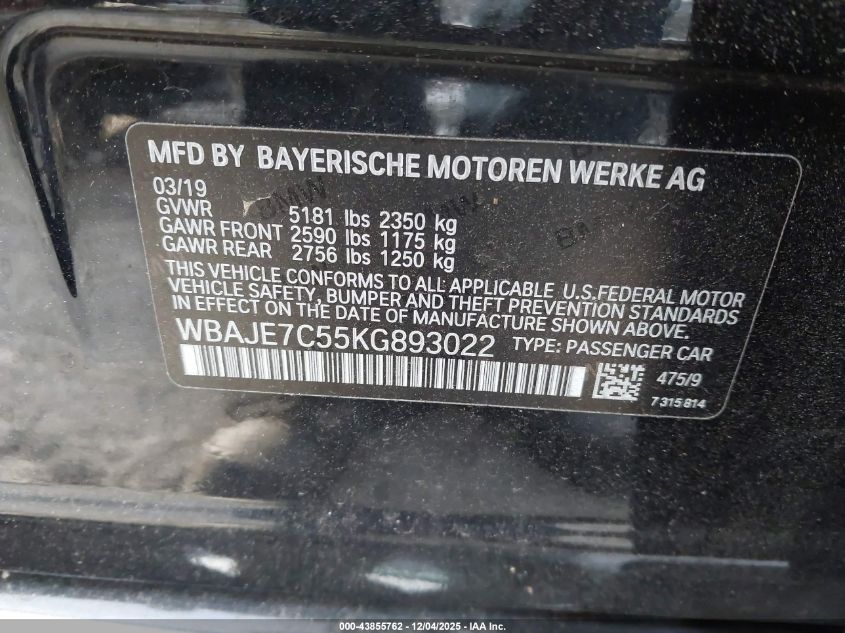 MFD BY BAYERISCHE MOTOREN WERKE AG
03/19
GVWR 5181 lbs 2350 kg
GAWR FRONT 2590 lbs 1175 kg
GAWR REAR 2756 lbs 1250 kg
THIS VEHICLE CONFORMS TO ALL APPLICABLE U.S.FEDERAL MOTOR
VEHICLE SAFETY, BUMPER AND THEFT PREVENTION STANDARDS
IN EFFECT ON THE DATE OF MANUFACTURE SHOWN ABOVE.
WBAJE7C55KG893022 TYPE: PASSENGER CAR
475/9
7315814
000-43855762 - 12/04/2025 - IAA Inc.